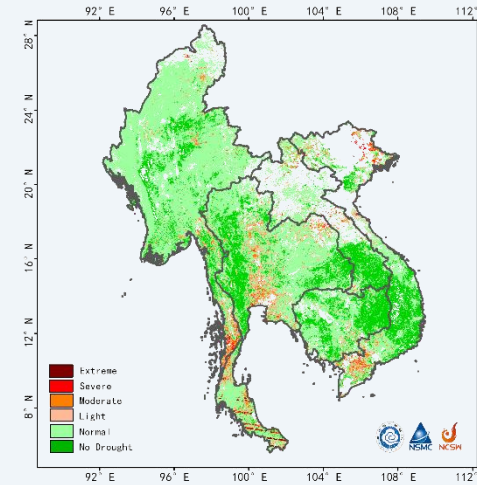 92° E 96° E 100° E 104° E 108° E 112°
28° N
24° N
20° N
16° N
12° N
8° N
Extreme
Severe
Moderate
Light
Normal
No Drought
NSMC NCSW
92° E 96° E 100° E 104° E 108° E 112°